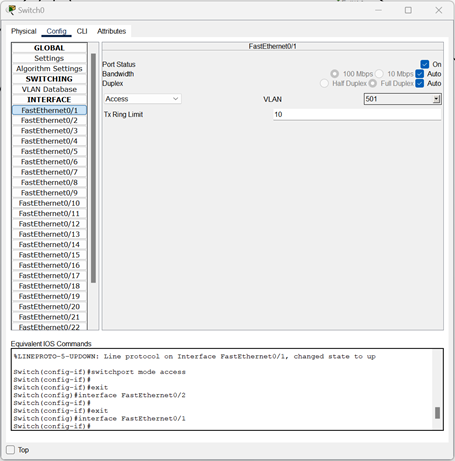 Switch0
Physical Config CLI Attributes
GLOBAL
Settings
Algorithm Settings
SWITCHING
VLAN Database
INTERFACE
FastEthernet0/1
FastEthernet0/2
FastEthernet0/3
FastEthernet0/4
FastEthernet0/5
FastEthernet0/6
FastEthernet0/7
FastEthernet0/8
FastEthernet0/9
FastEthernet0/10
FastEthernet0/11
FastEthernet0/12
FastEthernet0/13
FastEthernet0/14
FastEthernet0/15
FastEthernet0/16
FastEthernet0/17
FastEthernet0/18
FastEthernet0/19
FastEthernet0/20
FastEthernet0/21
FastEthernet0/22
FastEthernet0/1
Port Status On
Bandwidth 100 Mbps 10 Mbps Auto
Duplex Half Duplex Full Duplex Auto
Access VLAN 501
Tx Ring Limit 10
Equivalent IOS Commands
%LINEPROTO-5-UPDOWN: Line protocol on Interface FastEthernet0/1, changed state to up
Switch(config-if)#switchport mode access
Switch(config-if)#
Switch(config-if)#exit
Switch(config)#interface FastEthernet0/2
Switch(config-if)#
Switch(config-if)#exit
Switch(config)#interface FastEthernet0/1
Switch(config-if)#
Top